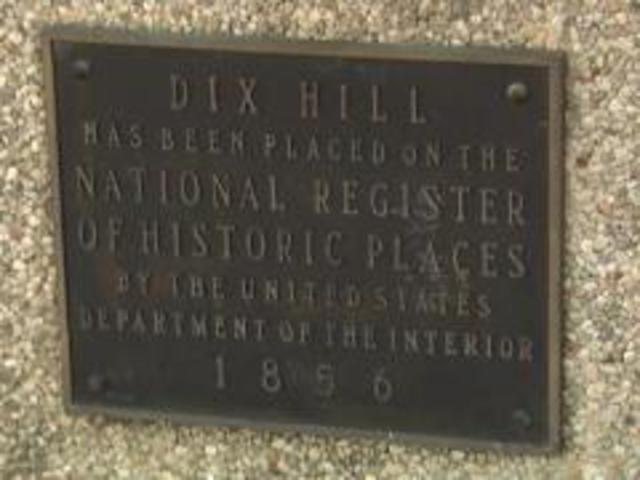 DIX HILL
HAS BEEN PLACED ON THE
NATIONAL REGISTER
OF HISTORIC PLACES
BY THE UNITED STATES
DEPARTMENT OF THE INTERIOR
1856